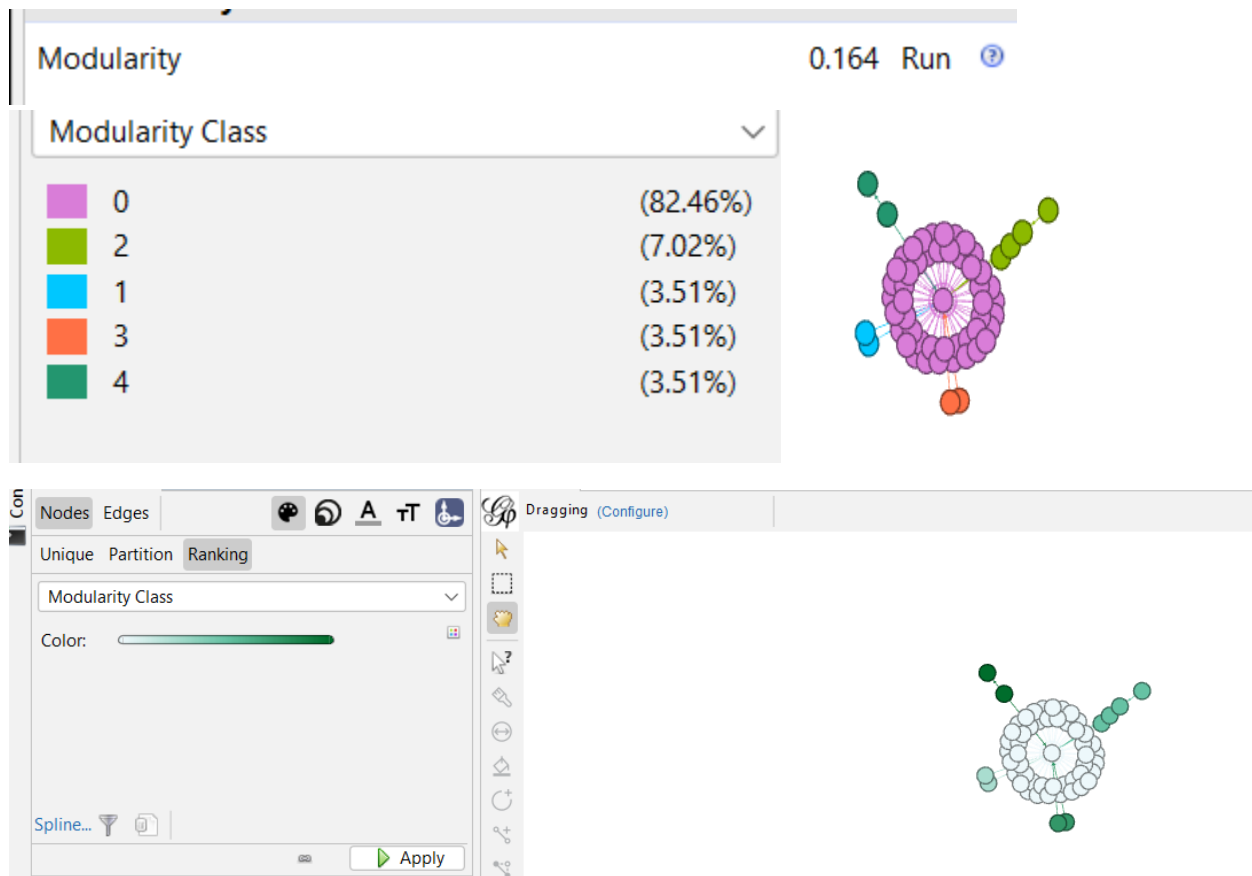 Modularity 0.164 Run ?
Modularity Class
0 (82.46%)
2 (7.02%)
1 (3.51%)
3 (3.51%)
4 (3.51%)
Con
Nodes Edges A TT
Dragging (Configure)
Unique Partition Ranking
Modularity Class
Color:
Spline...
Apply